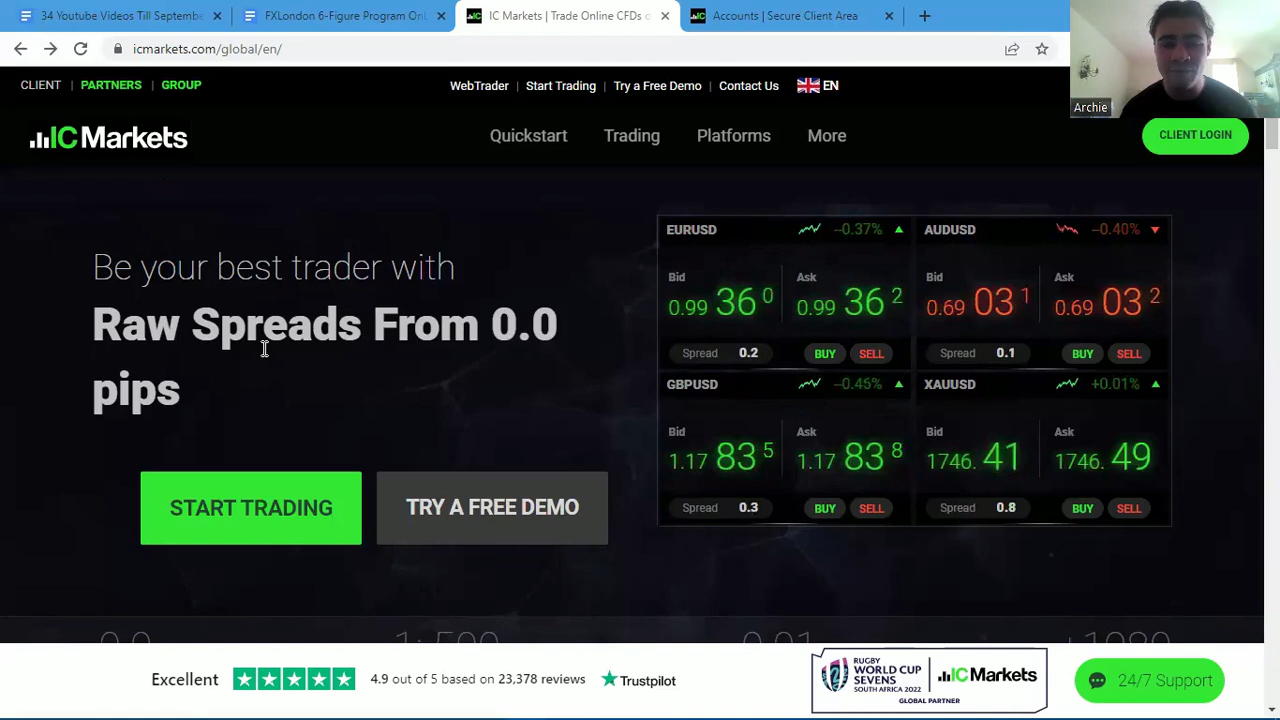 34 Youtube Videos Till Septembe
FXLondon 6-Figure Program Onl
IC Markets | Trade Online CFDs o
Accounts | Secure Client Area
icmarkets.com/global/en/
Archie
CLIENT | PARTNERS | GROUP
WebTrader | Start Trading | Try a Free Demo | Contact Us EN
IC Markets
Quickstart Trading Platforms More
CLIENT LOGIN
Be your best trader with
Raw Spreads From 0.0
pips
START TRADING
TRY A FREE DEMO
EURUSD –0.37%
Bid Ask
0.99 36 0 0.99 36 2
Spread 0.2 BUY SELL
AUDUSD –0.40%
Bid Ask
0.69 03 1 0.69 03 2
Spread 0.1 BUY SELL
GBPUSD –0.46%
Bid Ask
1.17 83 5 1.17 83 8
Spread 0.3 BUY SELL
XAUUSD +0.01%
Bid Ask
1746. 41 1746. 49
Spread 0.8 BUY SELL
Excellent 4.9 out of 5 based on 23,378 reviews Trustpilot
RUGBY
WORLD CUP
SEVENS
SOUTH AFRICA 2022
IC Markets
GLOBAL PARTNER
24/7 Support